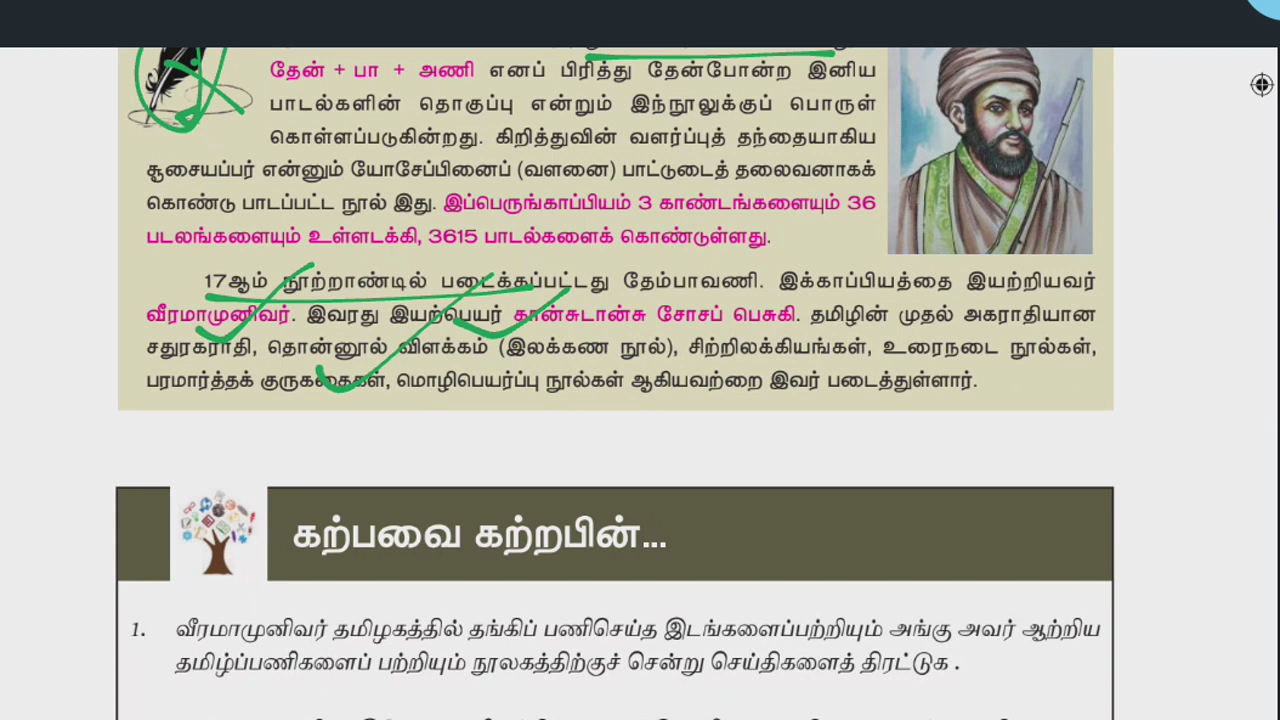 தேன் + பா + அணி எனப் பிரித்து தேன்போன்ற இனிய
பாடல்களின் தொகுப்பு என்றும் இந்நூலுக்குப் பொருள்
கொள்ளப்படுகின்றது. கிறித்துவின் வளர்ப்புத் தந்தையாகிய
சூசையப்பர் என்னும் யோசேப்பினைப் (வளனை) பாட்டுடைத் தலைவனாகக்
கொண்டு பாடப்பட்ட நூல் இது. இப்பெருங்காப்பியம் 3 காண்டங்களையும் 36
படலங்களையும் உள்ளடக்கி, 3615 பாடல்களைக் கொண்டுள்ளது.
17ஆம் நூற்றாண்டில் படைக்கப்பட்டது தேம்பாவணி. இக்காப்பியத்தை இயற்றியவர்
வீரமாமுனிவர். இவரது இயற்பெயர் கான்சுடான்சு சோசப் பெசுகி. தமிழின் முதல் அகராதியான
சதுரகராதி, தொன்னூல் விளக்கம் (இலக்கண நூல்), சிற்றிலக்கியங்கள், உரைநடை நூல்கள்,
பரமார்த்தக் குருகதைகள், மொழிபெயர்ப்பு நூல்கள் ஆகியவற்றை இவர் படைத்துள்ளார்.
கற்பவை கற்றபின்...
1. வீரமாமுனிவர் தமிழகத்தில் தங்கிப் பணிசெய்த இடங்களைப்பற்றியும் அங்கு அவர் ஆற்றிய
தமிழ்ப்பணிகளைப் பற்றியும் நூலகத்திற்குச் சென்று செய்திகளைத் திரட்டுக .